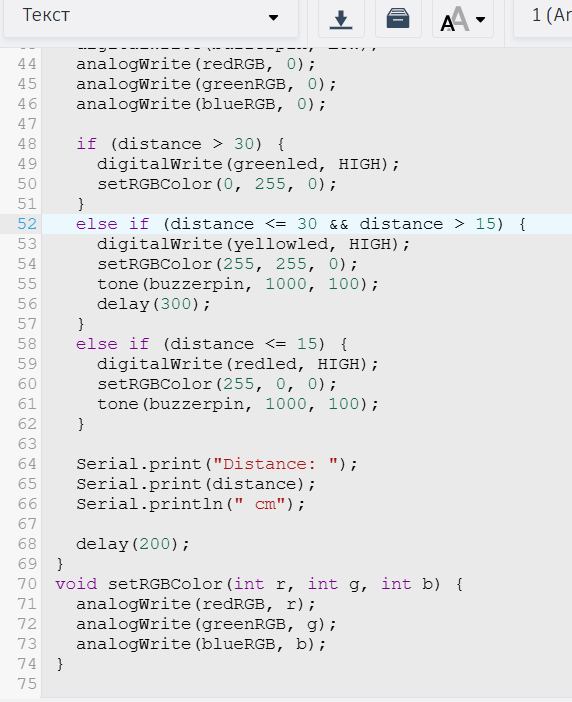 Текст
AA
1 (Ar
44 analogWrite(redRGB, 0);
45 analogWrite(greenRGB, 0);
46 analogWrite(blueRGB, 0);
47
48 if (distance > 30) {
49 digitalWrite(greenled, HIGH);
50 setRGBColor(0, 255, 0);
51 }
52 else if (distance <= 30 && distance > 15) {
53 digitalWrite(yellowled, HIGH);
54 setRGBColor(255, 255, 0);
55 tone(buzzerpin, 1000, 100);
56 delay(300);
57 }
58 else if (distance <= 15) {
59 digitalWrite(redled, HIGH);
60 setRGBColor(255, 0, 0);
61 tone(buzzerpin, 1000, 100);
62 }
63
64 Serial.print("Distance: ");
65 Serial.print(distance);
66 Serial.println(" cm");
67
68 delay(200);
69 }
70 void setRGBColor(int r, int g, int b) {
71 analogWrite(redRGB, r);
72 analogWrite(greenRGB, g);
73 analogWrite(blueRGB, b);
74 }
75